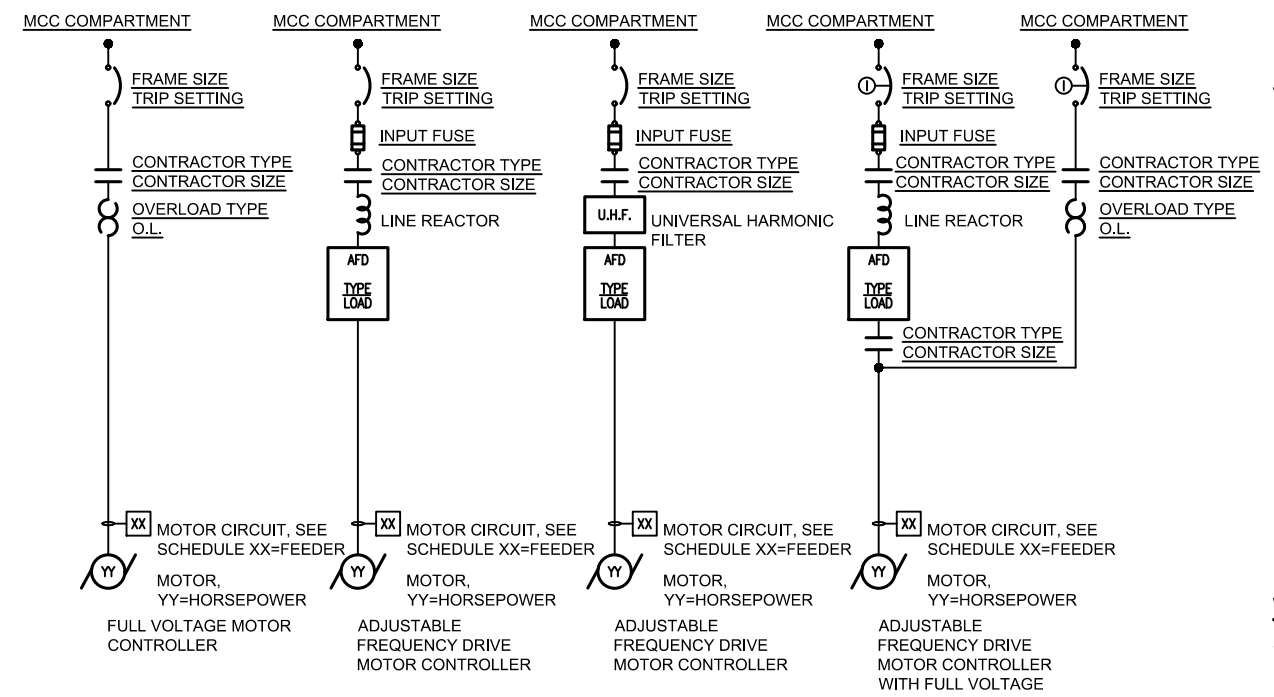 MCC COMPARTMENT
FRAME SIZE
TRIP SETTING
CONTRACTOR TYPE
CONTRACTOR SIZE
OVERLOAD TYPE
O.L.
XX
MOTOR CIRCUIT, SEE
SCHEDULE XX=FEEDER
YY
MOTOR,
YY=HORSEPOWER
FULL VOLTAGE MOTOR
CONTROLLER
MCC COMPARTMENT
FRAME SIZE
TRIP SETTING
INPUT FUSE
CONTRACTOR TYPE
CONTRACTOR SIZE
LINE REACTOR
AFD
TYPE
LOAD
XX
MOTOR CIRCUIT, SEE
SCHEDULE XX=FEEDER
YY
MOTOR,
YY=HORSEPOWER
ADJUSTABLE
FREQUENCY DRIVE
MOTOR CONTROLLER
MCC COMPARTMENT
FRAME SIZE
TRIP SETTING
INPUT FUSE
CONTRACTOR TYPE
CONTRACTOR SIZE
U.H.F.
UNIVERSAL HARMONIC
FILTER
AFD
TYPE
LOAD
XX
MOTOR CIRCUIT, SEE
SCHEDULE XX=FEEDER
YY
MOTOR,
YY=HORSEPOWER
ADJUSTABLE
FREQUENCY DRIVE
MOTOR CONTROLLER
MCC COMPARTMENT
I
FRAME SIZE
TRIP SETTING
INPUT FUSE
CONTRACTOR TYPE
CONTRACTOR SIZE
LINE REACTOR
AFD
TYPE
LOAD
CONTRACTOR TYPE
CONTRACTOR SIZE
XX
MOTOR CIRCUIT, SEE
SCHEDULE XX=FEEDER
YY
MOTOR,
YY=HORSEPOWER
ADJUSTABLE
FREQUENCY DRIVE
MOTOR CONTROLLER
WITH FULL VOLTAGE
MCC COMPARTMENT
I
FRAME SIZE
TRIP SETTING
CONTRACTOR TYPE
CONTRACTOR SIZE
OVERLOAD TYPE
O.L.